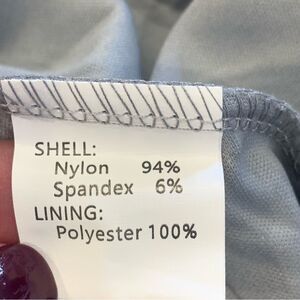 SHELL:
Nylon 94%
Spandex 6%
LINING:
Polyester 100%